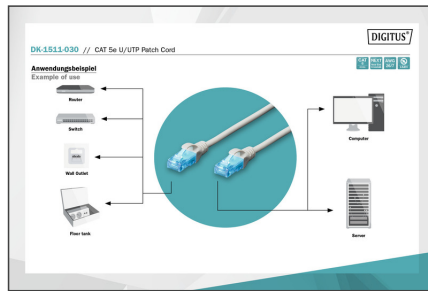 DIGITUS®
DK-1511-030 // CAT 5e U/UTP Patch Cord
Anwendungsbeispiel
Example of use
Router
Switch
Wall Outlet
Floor tank
Computer
Server